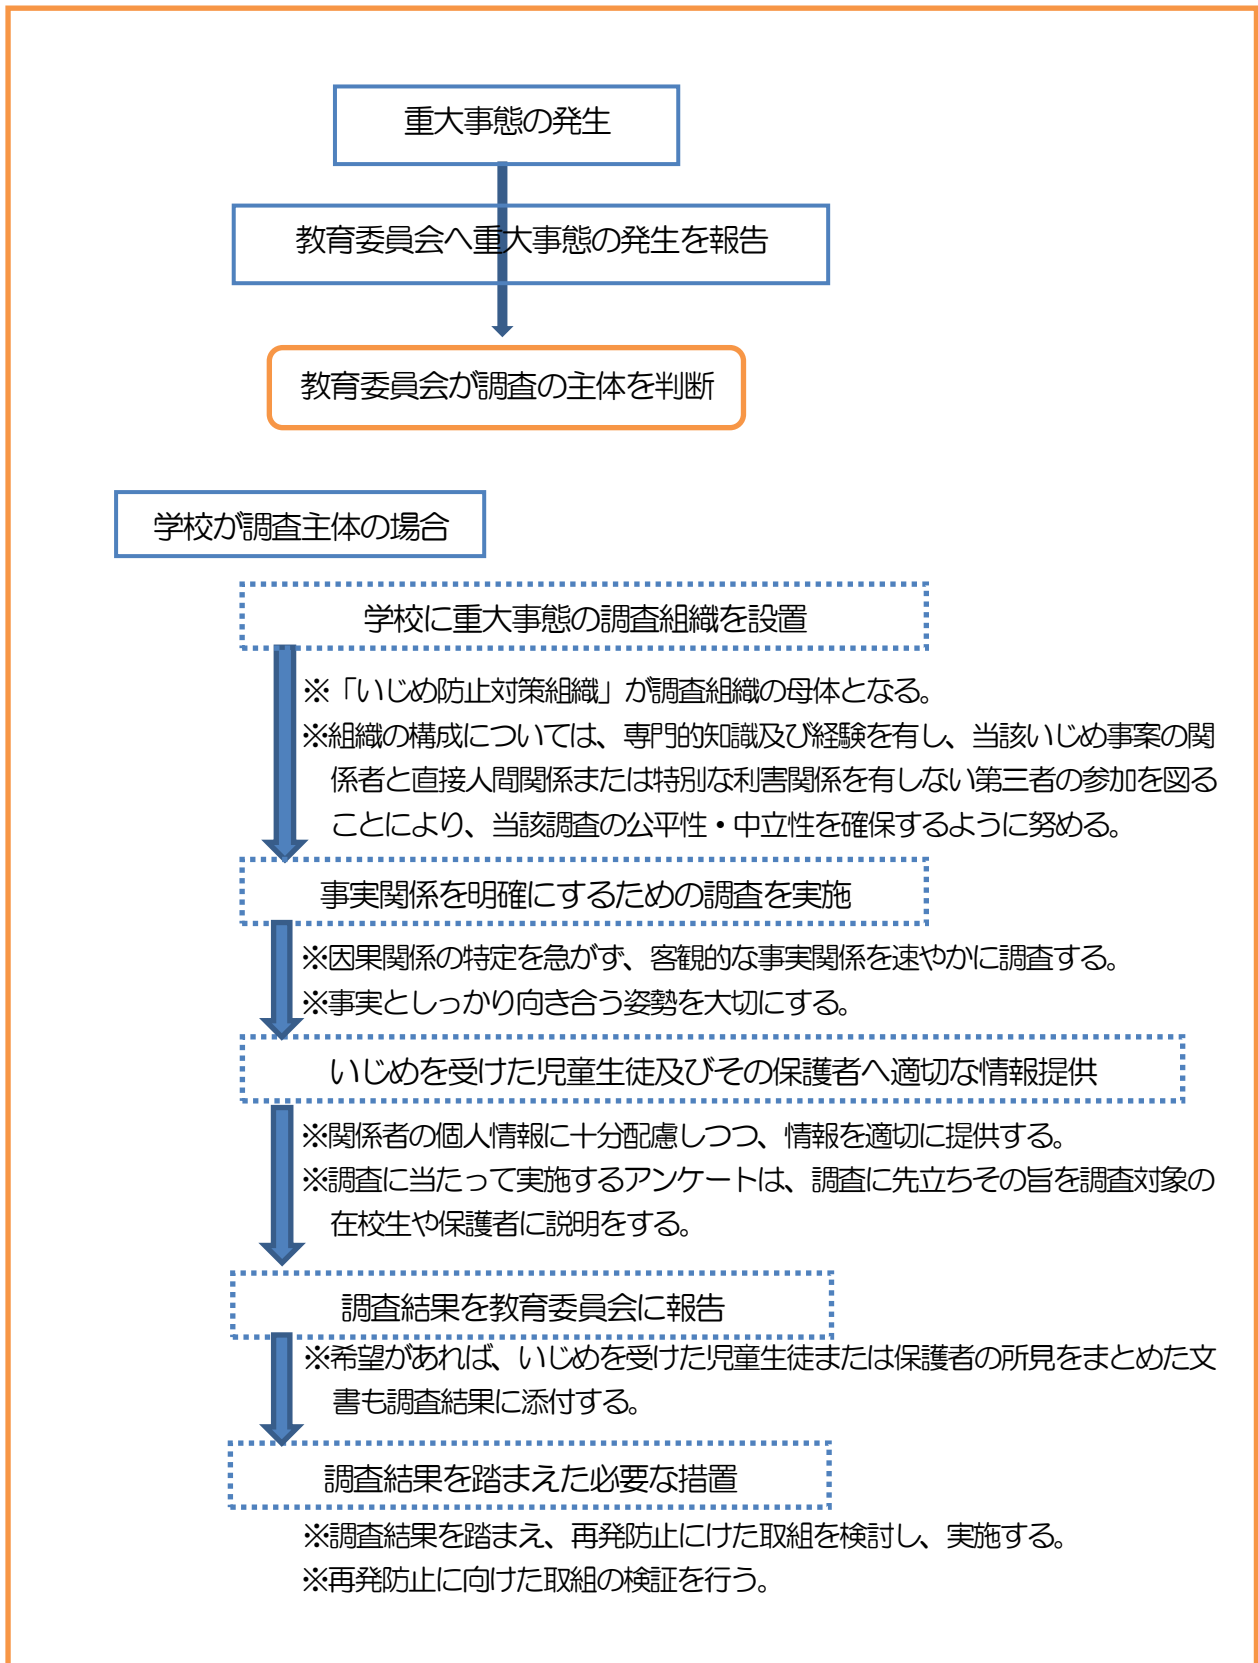 重大事態の発生
教育委員会へ重大事態の発生を報告
教育委員会が調査の主体を判断
学校が調査主体の場合
学校に重大事態の調査組織を設置
※「いじめ防止対策組織」が調査組織の母体となる。
※組織の構成については、専門的知識及び経験を有し、当該いじめ事案の関
係者と直接人間関係または特別な利害関係を有しない第三者の参加を図る
ことにより、当該調査の公平性・中立性を確保するように努める。
事実関係を明確にするための調査を実施
※因果関係の特定を急がず、客観的な事実関係を速やかに調査する。
※事実としっかり向き合う姿勢を大切にする。
いじめを受けた児童生徒及びその保護者へ適切な情報提供
※関係者の個人情報に十分配慮しつつ、情報を適切に提供する。
※調査に当たって実施するアンケートは、調査に先立ちその旨を調査対象の
在校生や保護者に説明をする。
調査結果を教育委員会に報告
※希望があれば、いじめを受けた児童生徒または保護者の所見をまとめた文
書も調査結果に添付する。
調査結果を踏まえた必要な措置
※調査結果を踏まえ、再発防止にけた取組を検討し、実施する。
※再発防止に向けた取組の検証を行う。